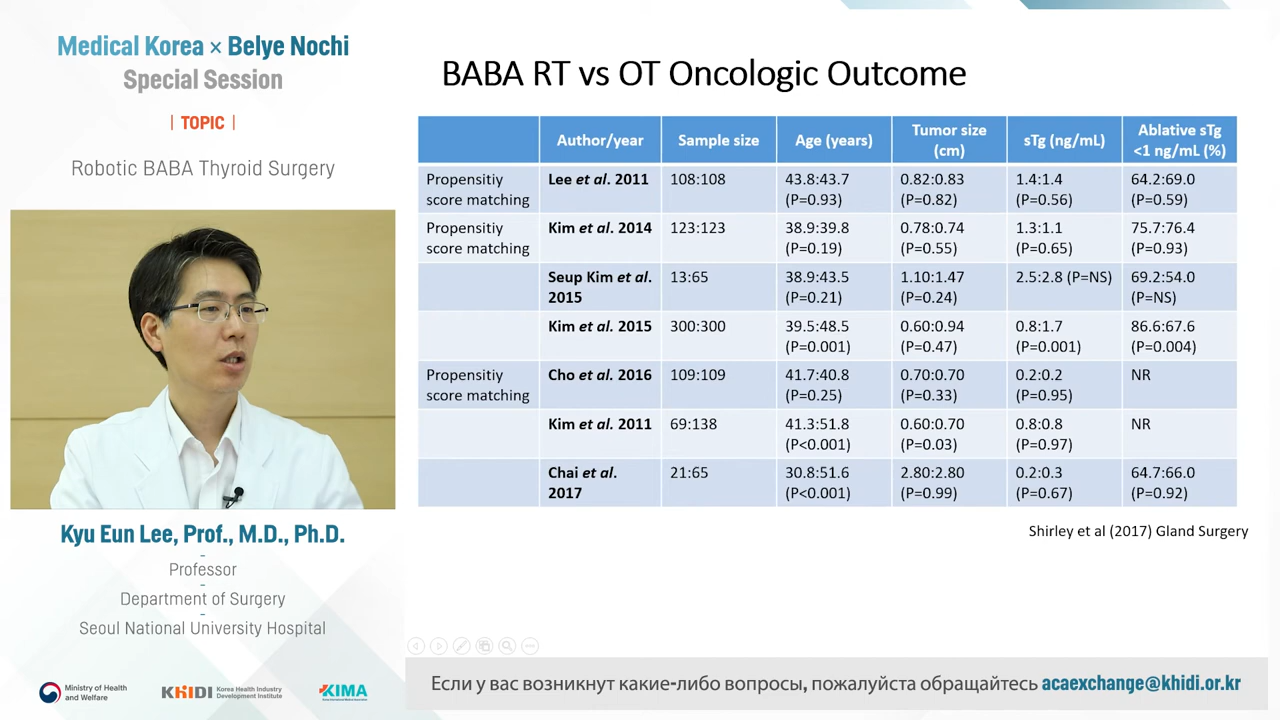 Medical Korea × Belye Nochi
Special Session
| TOPIC |
Robotic BABA Thyroid Surgery
Kyu Eun Lee, Prof., M.D., Ph.D.
Professor
Department of Surgery
Seoul National University Hospital
Ministry of Health
and Welfare
KHIDI Korea Health Industry
Development Institute
KIMA
BABA RT vs OT Oncologic Outcome
Author/year Sample size Age (years) Tumor size
(cm) sTg (ng/mL) Ablative sTg
<1 ng/mL (%)
Propensitiy
score matching Lee et al. 2011 108:108 43.8:43.7
(P=0.93) 0.82:0.83
(P=0.82) 1.4:1.4
(P=0.56) 64.2:69.0
(P=0.59)
Propensitiy
score matching Kim et al. 2014 123:123 38.9:39.8
(P=0.19) 0.78:0.74
(P=0.55) 1.3:1.1
(P=0.65) 75.7:76.4
(P=0.93)
Seup Kim et al.
2015 13:65 38.9:43.5
(P=0.21) 1.10:1.47
(P=0.24) 2.5:2.8 (P=NS) 69.2:54.0
(P=NS)
Kim et al. 2015 300:300 39.5:48.5
(P=0.001) 0.60:0.94
(P=0.47) 0.8:1.7
(P=0.001) 86.6:67.6
(P=0.004)
Propensitiy
score matching Cho et al. 2016 109:109 41.7:40.8
(P=0.25) 0.70:0.70
(P=0.33) 0.2:0.2
(P=0.95) NR
Kim et al. 2011 69:138 41.3:51.8
(P<0.001) 0.60:0.70
(P=0.03) 0.8:0.8
(P=0.97) NR
Chai et al.
2017 21:65 30.8:51.6
(P<0.001) 2.80:2.80
(P=0.99) 0.2:0.3
(P=0.67) 64.7:66.0
(P=0.92)
Shirley et al (2017) Gland Surgery
Если у вас возникнут какие-либо вопросы, пожалуйста обращайтесь acaexchange@khidi.or.kr